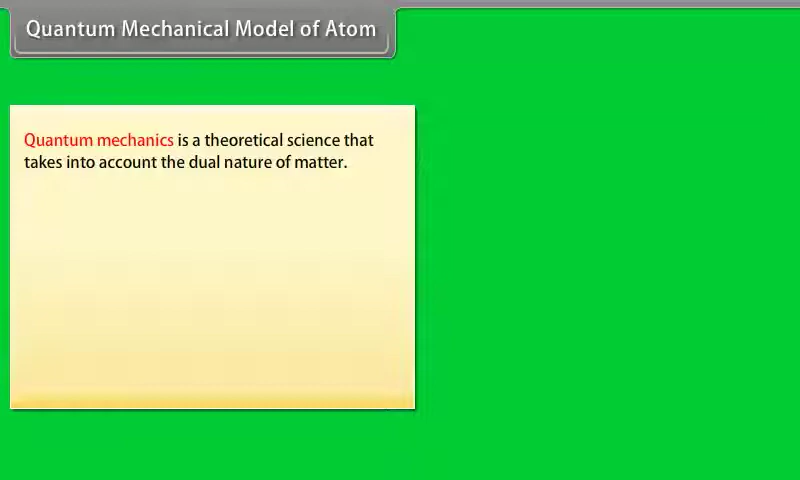 Quantum Mechanical Model of Atom
Quantum mechanics is a theoretical science that
takes into account the dual nature of matter.